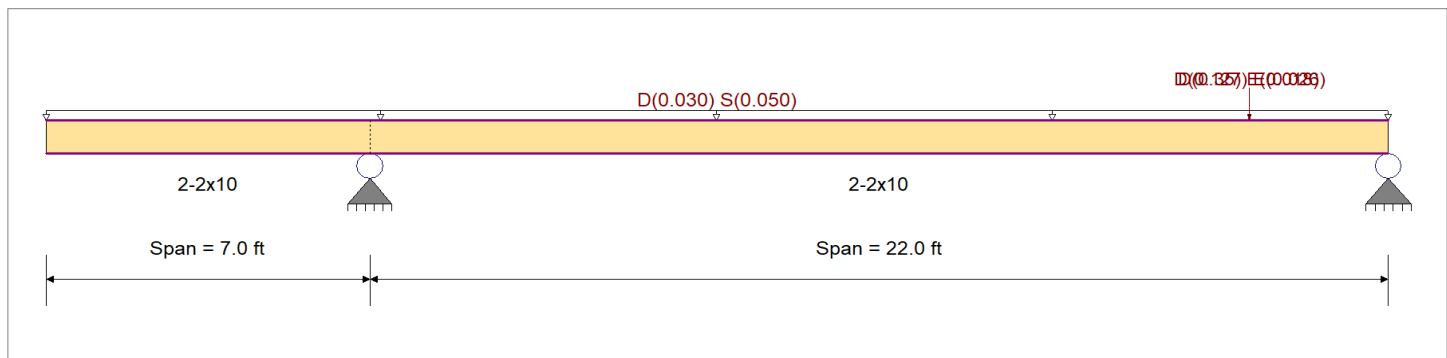 D(0.030) S(0.050)
2-2x10
2-2x10
Span = 7.0 ft
Span = 22.0 ft